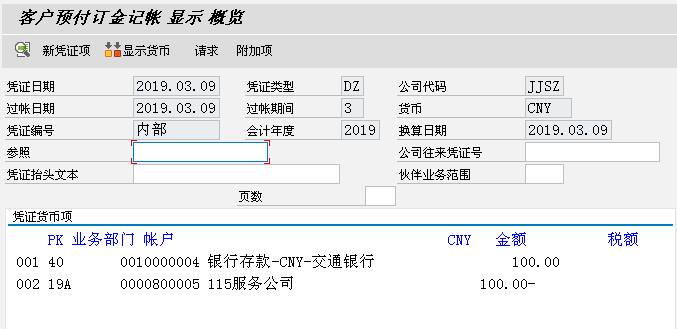 客户预付订金记帐 显示 概览
新凭证项 显示货币 请求 附加项
凭证日期 2019.03.09 凭证类型 DZ 公司代码 JJSZ
过帐日期 2019.03.09 过帐期间 3 货币 CNY
凭证编号 内部 会计年度 2019 换算日期 2019.03.09
参照 公司往来凭证号
凭证抬头文本 伙伴业务范围
页数
凭证货币项
PK 业务部门 帐户 CNY 金额 税额
001 40 0010000004 银行存款-CNY-交通银行 100.00
002 19A 0000800005 115服务公司 100.00-